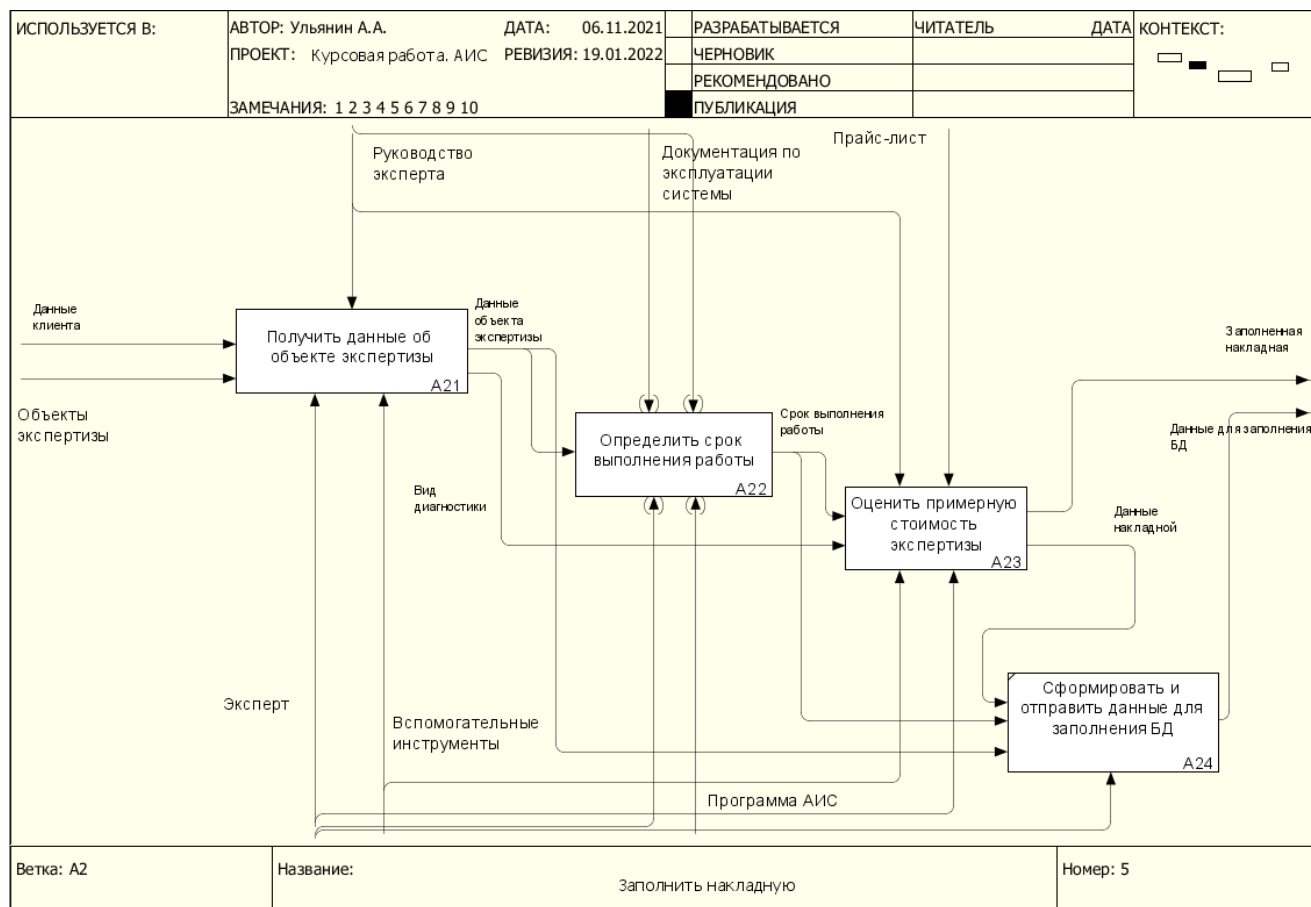 ИСПОЛЬЗУЕТСЯ В:
АВТОР: Ульянин А.А.
ДАТА: 06.11.2021
ПРОЕКТ: Курсовая работа. АИС
РЕВИЗИЯ: 19.01.2022
ЗАМЕЧАНИЯ: 1 2 3 4 5 6 7 8 9 10
РАЗРАБАТЫВАЕТСЯ
ЧЕРНОВИК
РЕКОМЕНДОВАНО
ПУБЛИКАЦИЯ
ЧИТАТЕЛЬ
ДАТА
КОНТЕКСТ:
Руководство
эксперта
Документация по
эксплуатации
системы
Прайс-лист
Данные
клиента
Объекты
экспертизы
Получить данные об
объекте экспертизы
A21
Данные
объекта
экспертизы
Вид
диагностики
Определить срок
выполнения работы
A22
Срок выполнения
работы
Оценить примерную
стоимость
экспертизы
A23
Заполненная
накладная
Данные для заполнения
БД
Данные
накладной
Сформировать и
отправить данные для
заполнения БД
A24
Эксперт
Вспомогательные
инструменты
Программа АИС
Ветка: A2
Название:
Заполнить накладную
Номер: 5